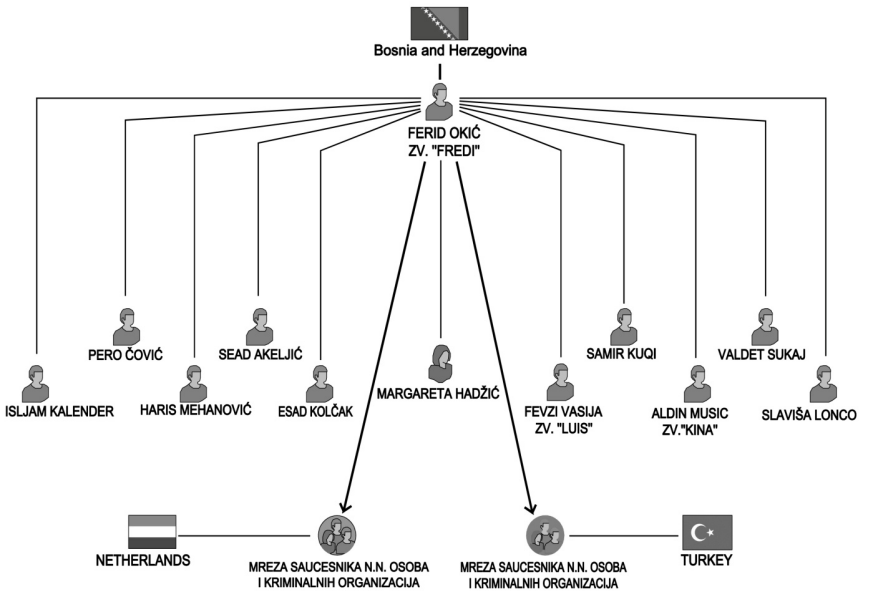 Bosnia and Herzegovina
FERID OKIĆ
ZV. "FREDI"
PERO ČOVIĆ
SEAD AKELJIĆ
SAMIR KUQI
VALDET SUKAJ
ISLJAM KALENDER
HARIS MEHANOVIĆ
ESAD KOLČAK
MARGARETA HADŽIĆ
FEVZI VASIJA
ZV. "LUIS"
ALDIN MUSIC
ZV."KINA"
SLAVIŠA LONCO
NETHERLANDS
MREZA SAUCESNIKA N.N. OSOBA
I KRIMINALNIH ORGANIZACIJA
MREZA SAUCESNIKA N.N. OSOBA
I KRIMINALNIH ORGANIZACIJA
TURKEY